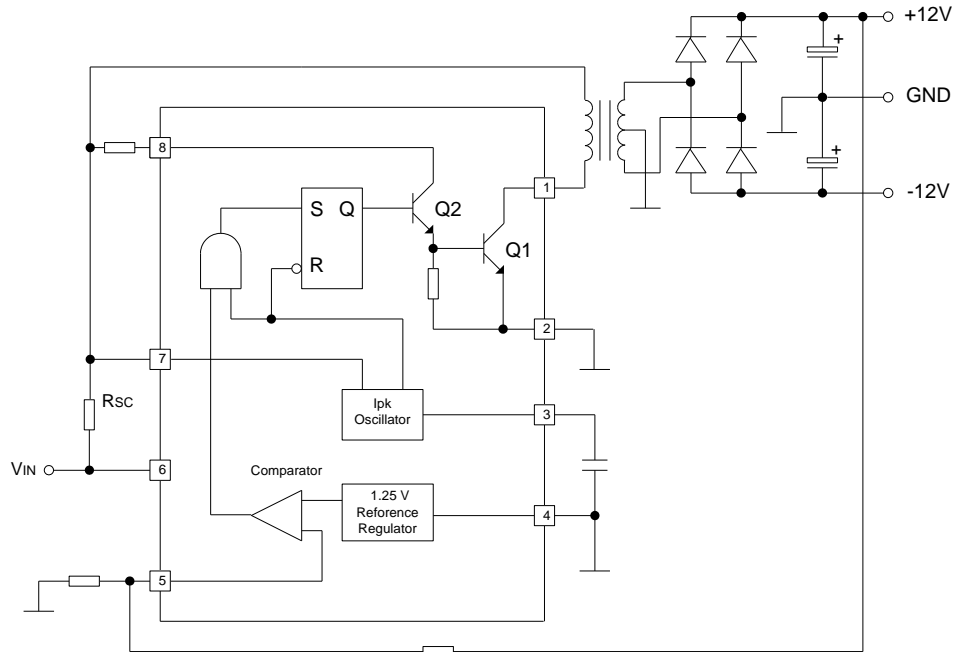 +12V
+
GND
8
1
+
-12V
S Q
Q2
R
Q1
2
7
RSC
Ipk
Oscillator
3
VIN
6
Comparator
1.25 V
Reforence
Regulator
4
5